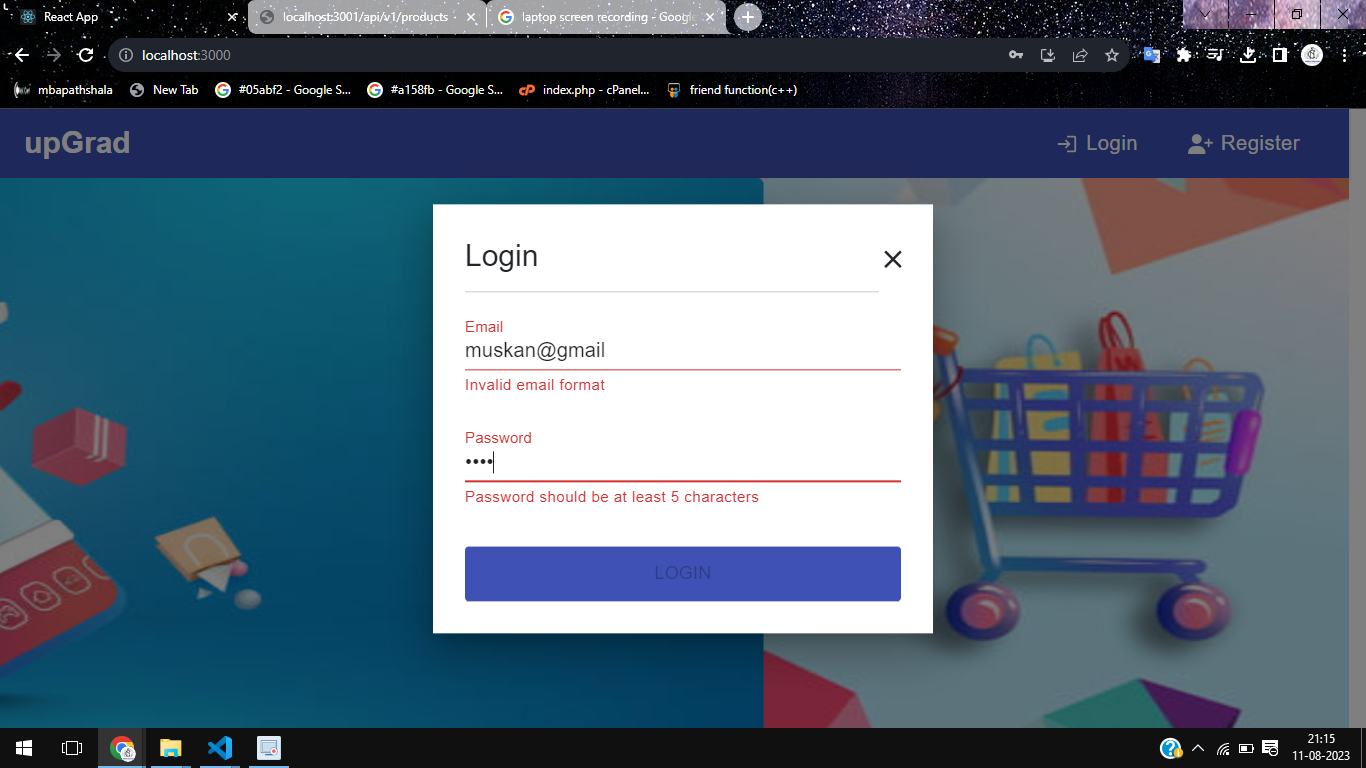 React App
localhost:3001/api/v1/products
laptop screen recording - Google
localhost:3000
mbapathshala
New Tab
#05abf2 - Google S...
#a158fb - Google S...
index.php - cPanel...
friend function(c++)
upGrad
Login
Register
Login
Email
muskan@gmail
Invalid email format
Password
••••
Password should be at least 5 characters
LOGIN
21:15
11-08-2023